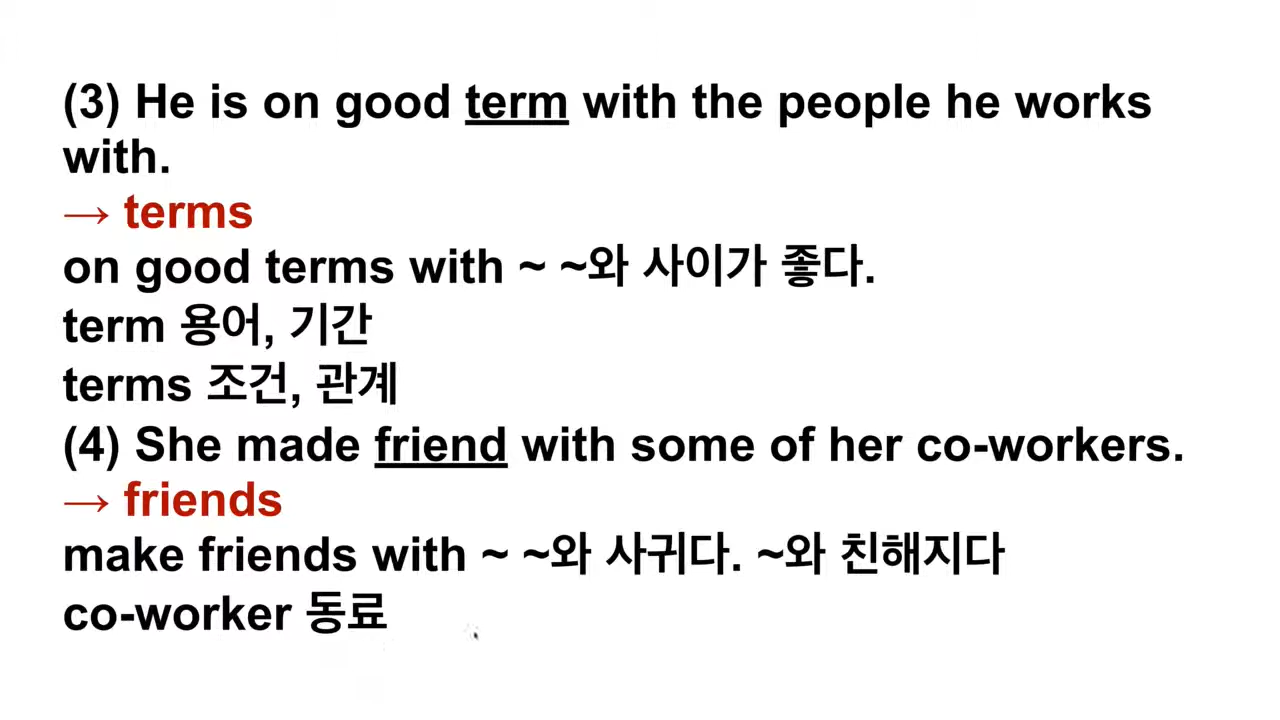 (3) He is on good term with the people he works
with.
→ terms
on good terms with ~ ~와 사이가 좋다.
term 용어, 기간
terms 조건, 관계
(4) She made friend with some of her co-workers.
→ friends
make friends with ~ ~와 사귀다. ~와 친해지다
co-worker 동료